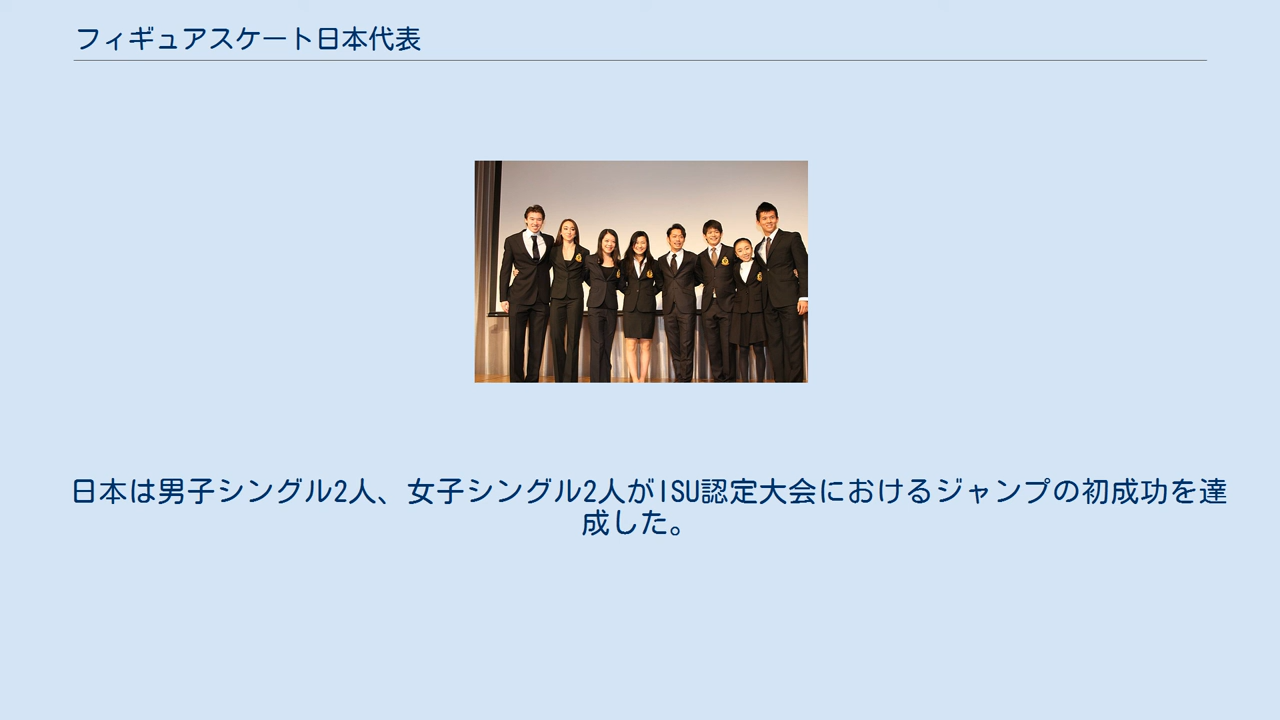 フィギュアスケート日本代表
日本は男子シングル2人、女子シングル2人がISU認定大会におけるジャンプの初成功を達
成した。